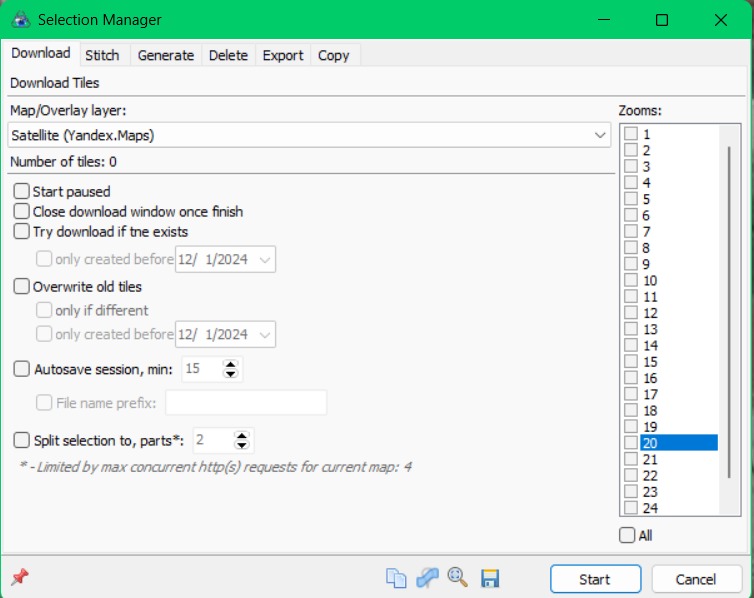 Selection Manager
Download Stitch Generate Delete Export Copy
Download Tiles
Map/Overlay layer:
Satellite (Yandex.Maps)
Number of tiles: 0
Start paused
Close download window once finish
Try download if tne exists
only created before 12/ 1/2024
Overwrite old tiles
only if different
only created before 12/ 1/2024
Autosave session, min: 15
File name prefix:
Split selection to, parts*: 2
* - Limited by max concurrent http(s) requests for current map: 4
Zooms:
1
2
3
4
5
6
7
8
9
10
11
12
13
14
15
16
17
18
19
20
21
22
23
24
All
Start Cancel